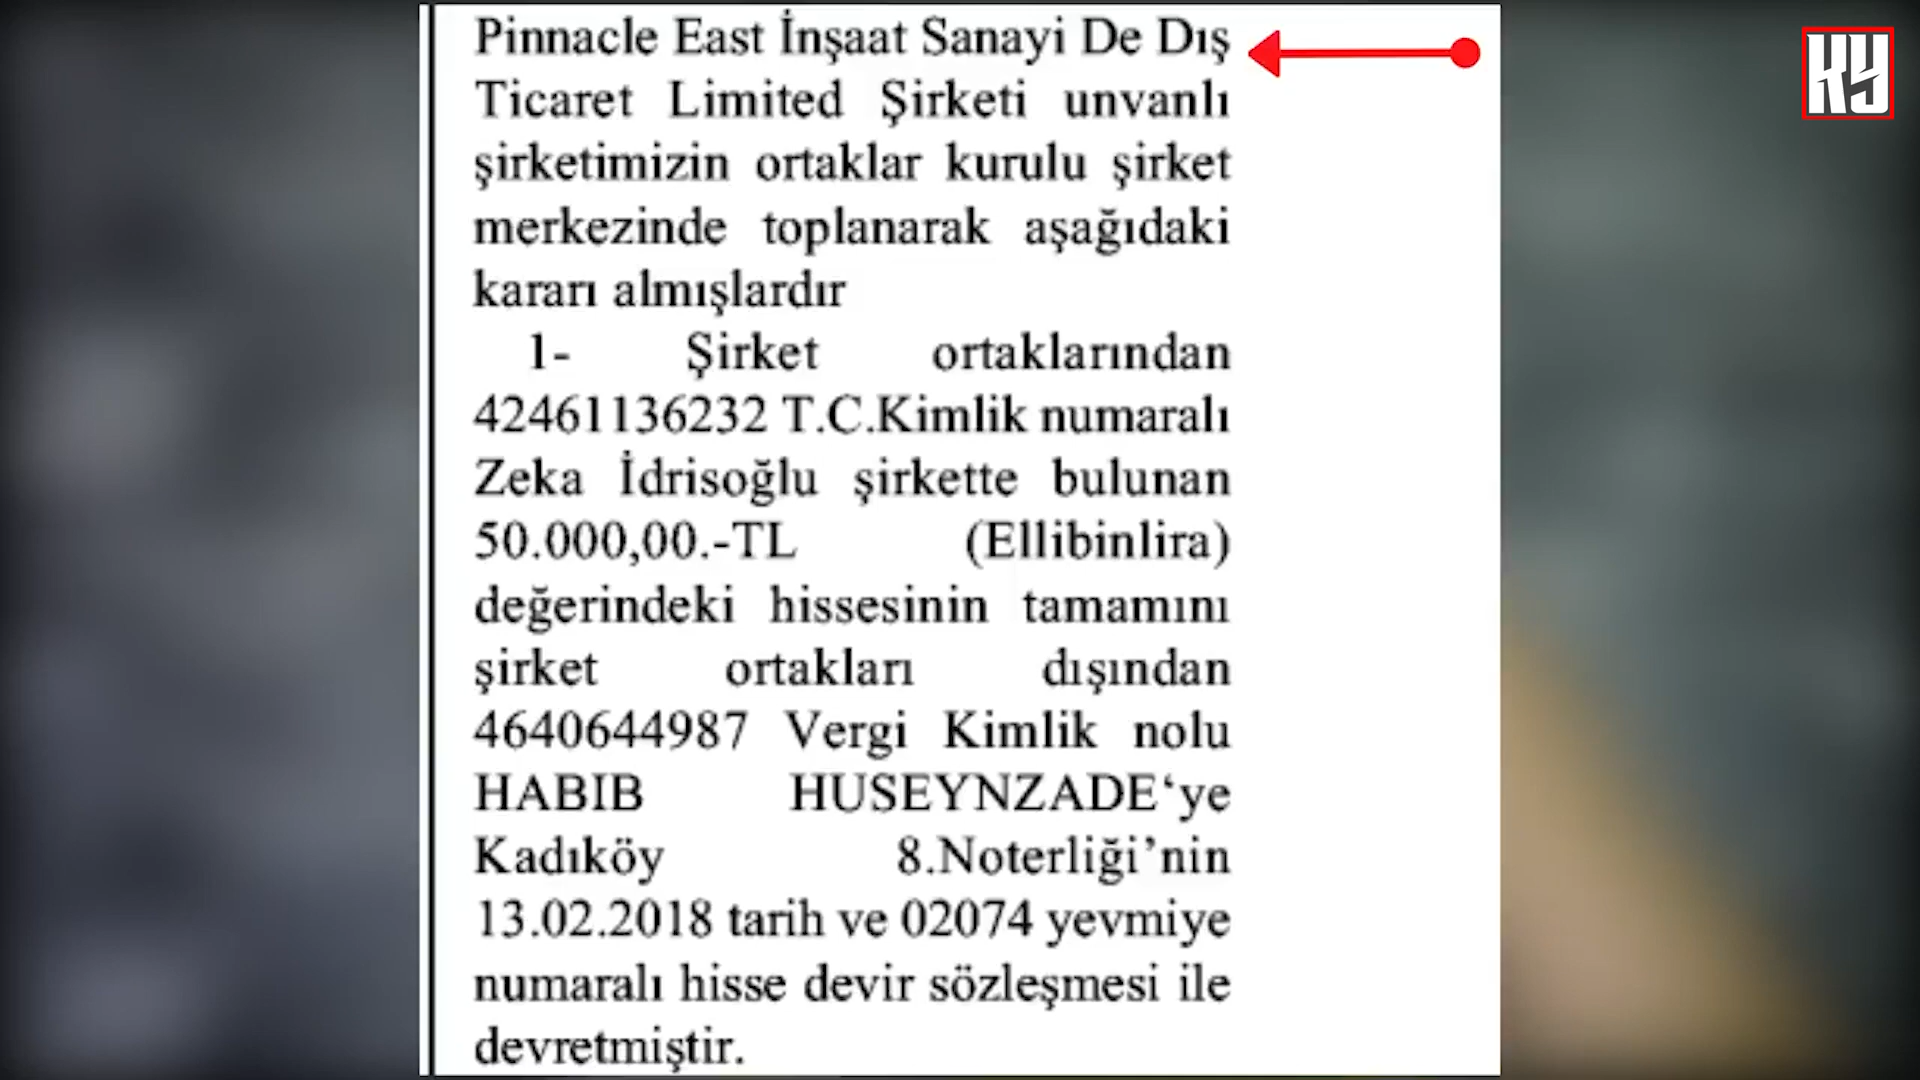 Pinnacle East İnşaat Sanayi De Dış
Ticaret Limited Şirketi unvanlı
şirketimizin ortaklar kurulu şirket
merkezinde toplanarak aşağıdaki
kararı almışlardır
1- Şirket ortaklarından
42461136232 T.C.Kimlik numaralı
Zeka İdrisoğlu şirkette bulunan
50.000,00.-TL (Ellibinlira)
değerindeki hissesinin tamamını
şirket ortakları dışından
4640644987 Vergi Kimlik nolu
HABIB HUSEYNZADE‘ye
Kadıköy 8.Noterliği’nin
13.02.2018 tarih ve 02074 yevmiye
numaralı hisse devir sözleşmesi ile
devretmiştir.
KY